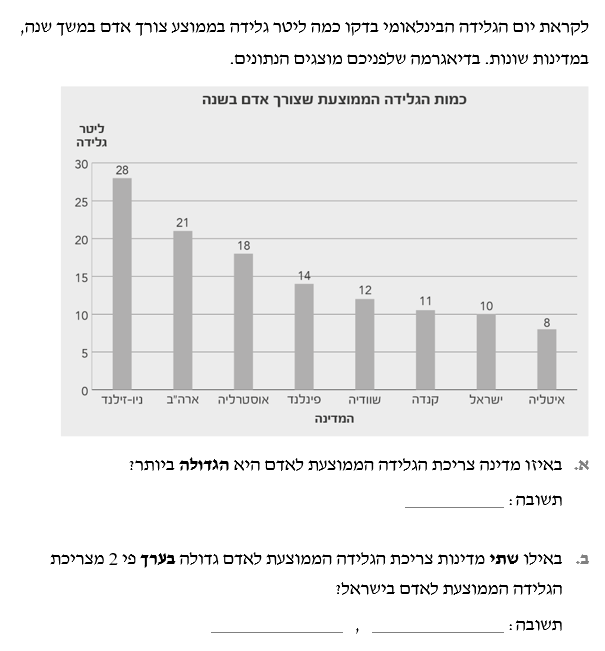 לקראת יום הגלידה הבינלאומי בדקו כמה ליטר גלידה בממוצע צורך אדם במשך שנה,
במדינות שונות. בדיאגרמה שלפניכם מוצגים הנתונים.
כמות הגלידה הממוצעת שצורך אדם בשנה
ליטר
גלידה
30
25
20
15
10
5
0
28
21
18
14
12
11
10
8
ניו-זילנד
ארה"ב
אוסטרליה
פינלנד
שוודיה
קנדה
ישראל
איטליה
המדינה
א. באיזו מדינה צריכת הגלידה הממוצעת לאדם היא הגדולה ביותר?
תשובה: ____________
ב. באילו שתי מדינות צריכת הגלידה הממוצעת לאדם גדולה בערך פי 2 מצריכת
הגלידה הממוצעת לאדם בישראל?
תשובה: ________________ , ________________